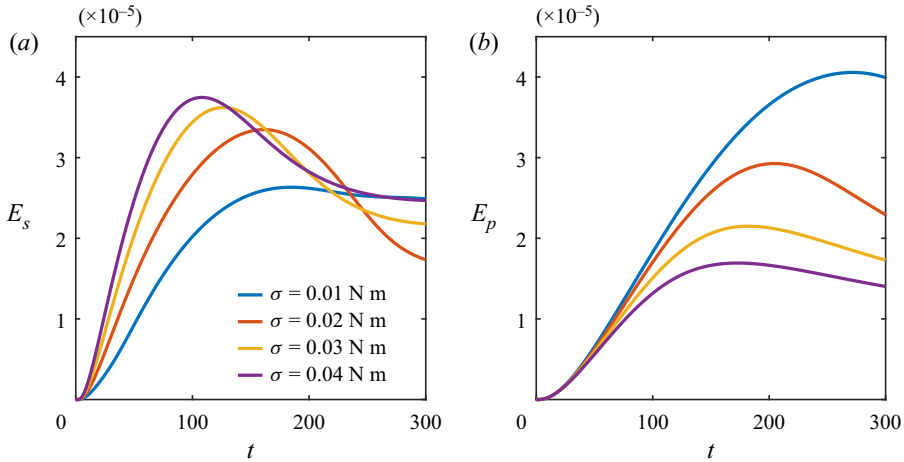 (×10⁻⁵)
(a)
4
3
E_s
2
1
σ = 0.01 N m
σ = 0.02 N m
σ = 0.03 N m
σ = 0.04 N m
0
100
200
300
t
(×10⁻⁵)
(b)
4
3
E_p
2
1
0
100
200
300
t